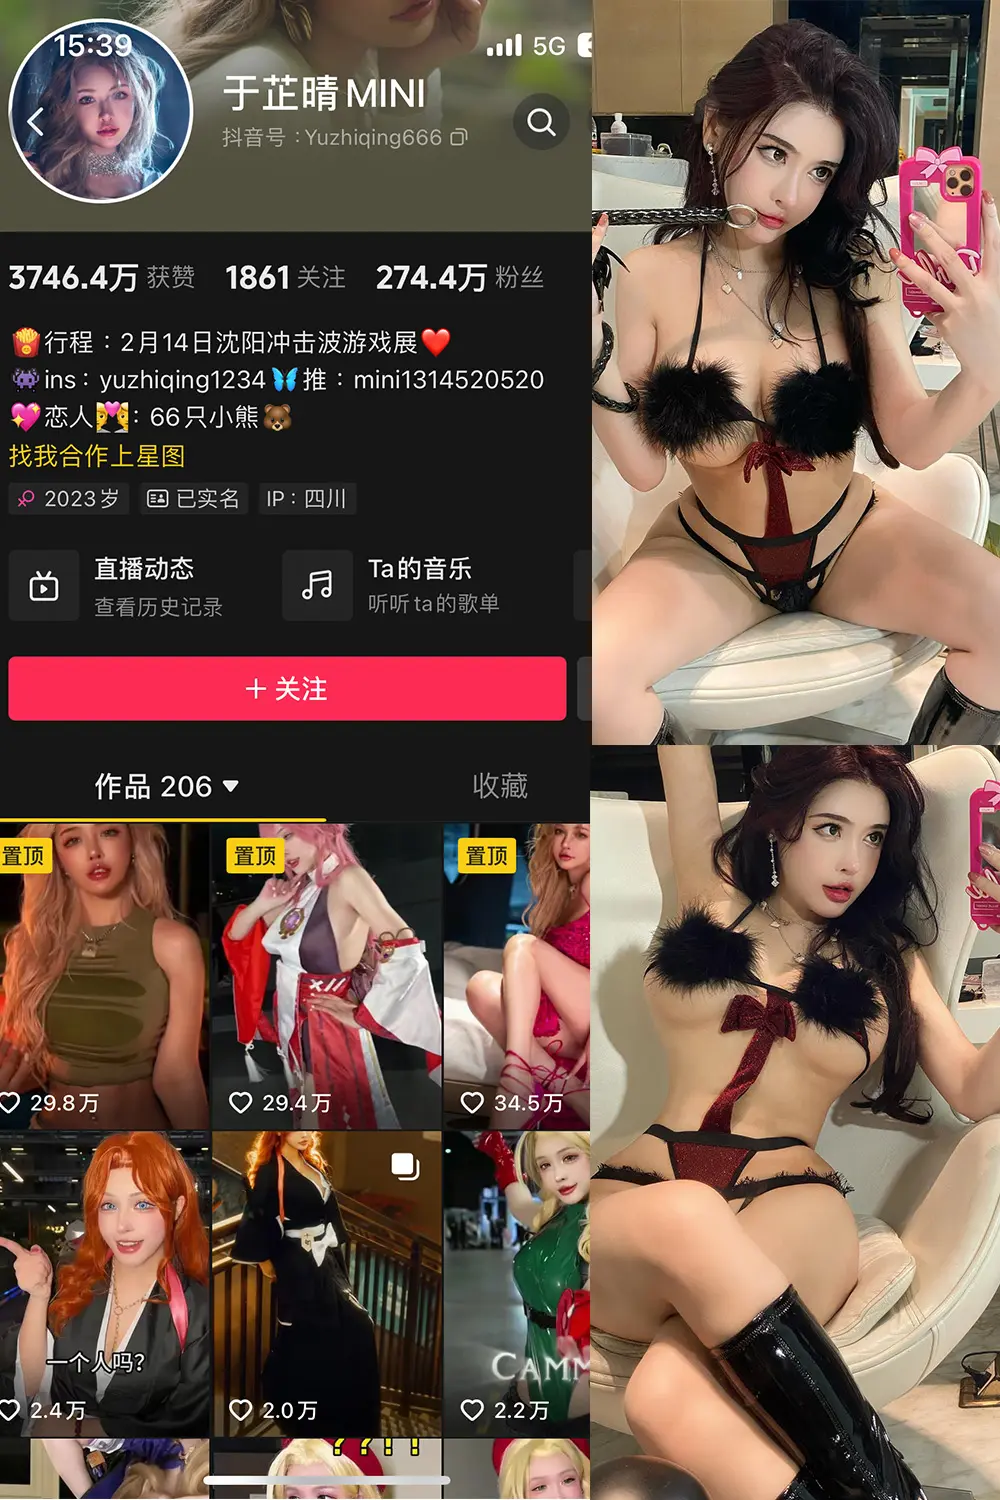 15:39
5G
于芷晴MINI
抖音号：Yuzhiqing666
3746.4万 获赞 1861 关注 274.4万 粉丝
🍟行程：2月14日沈阳冲击波游戏展❤️
👾ins：yuzhiqing1234🦋推：mini1314520520
💖恋人👩‍❤️‍👨：66只小熊🐻
找我合作上星图
2023岁 已实名 IP：四川
直播动态
查看历史记录
Ta的音乐
听听ta的歌单
+ 关注
作品 206 收藏
置顶 置顶 置顶
29.8万 29.4万 34.5万
一个人吗?
CAMM
2.4万 2.0万 2.2万
??!!